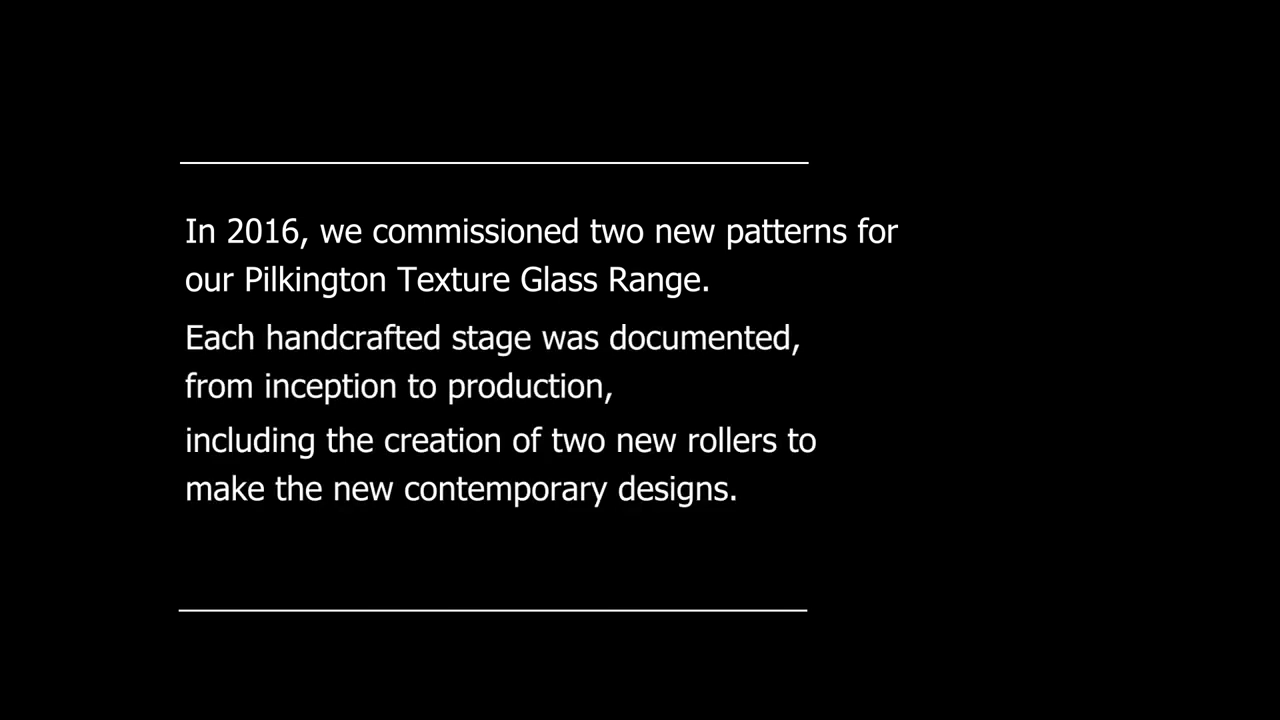 In 2016, we commissioned two new patterns for
our Pilkington Texture Glass Range.
Each handcrafted stage was documented,
from inception to production,
including the creation of two new rollers to
make the new contemporary designs.